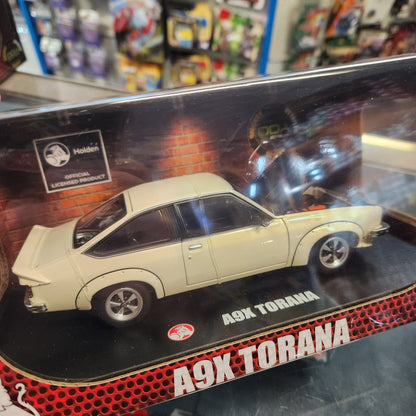 Holden
OFFICIAL
LICENSED PRODUCT
A9X TORANA
A9X TORANA